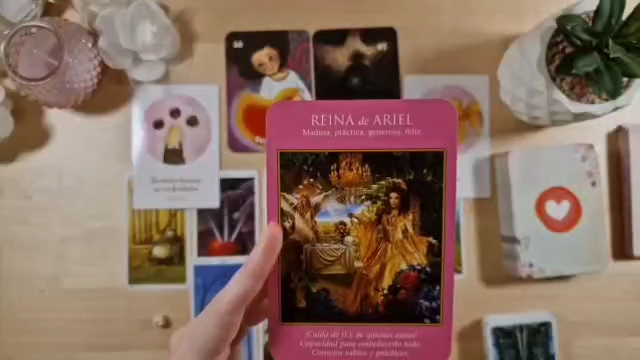 REINA de ARIEL
Madura, práctica, generosa, feliz.
¡Cuida de ti y de quienes amas!
Capacidad para embellecerlo todo.
Consejos sabios y prácticos.